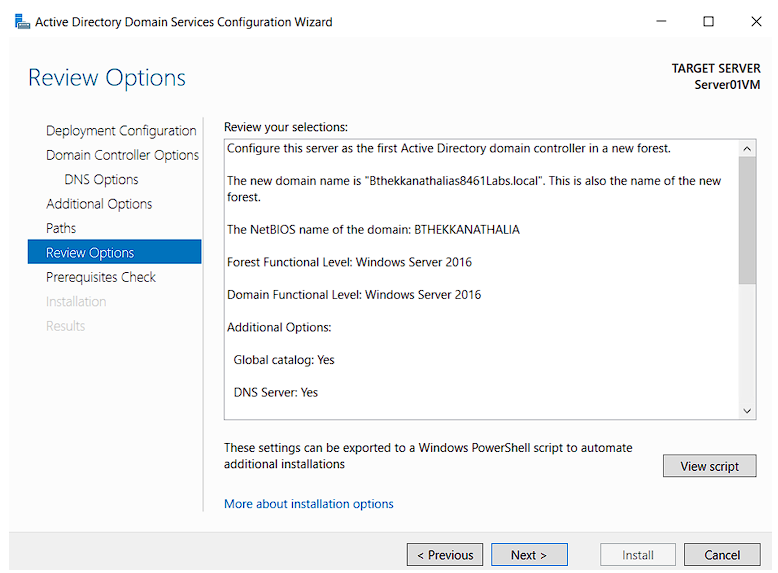 Active Directory Domain Services Configuration Wizard
Review Options
TARGET SERVER
Server01VM
Deployment Configuration
Domain Controller Options
DNS Options
Additional Options
Paths
Review Options
Prerequisites Check
Installation
Results
Review your selections:
Configure this server as the first Active Directory domain controller in a new forest.
The new domain name is "Bthekkanathalias8461Labs.local". This is also the name of the new
forest.
The NetBIOS name of the domain: BTHEKKANATHALIA
Forest Functional Level: Windows Server 2016
Domain Functional Level: Windows Server 2016
Additional Options:
Global catalog: Yes
DNS Server: Yes
These settings can be exported to a Windows PowerShell script to automate
additional installations
View script
More about installation options
< Previous
Next >
Install
Cancel